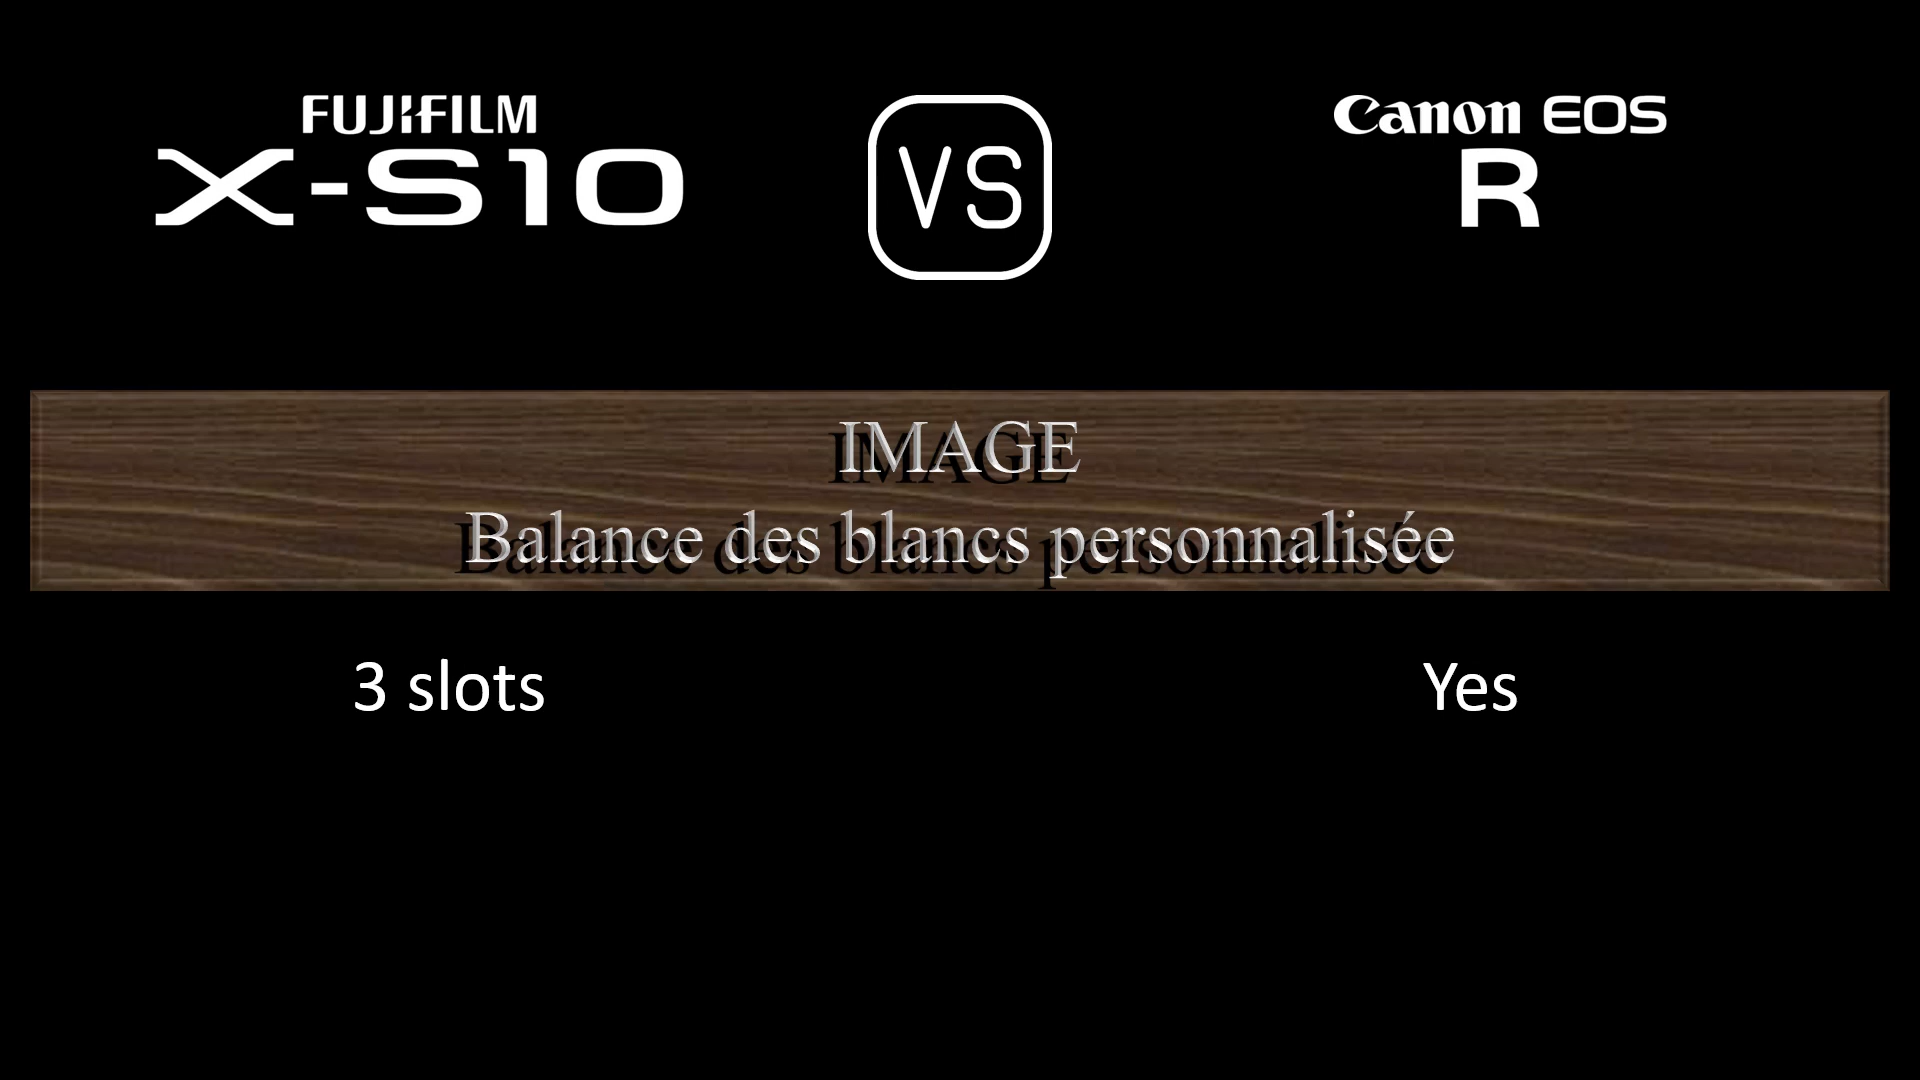 FUJIFILM
X-S10
VS
Canon EOS
R
IMAGE
Balance des blancs personnalisée
3 slots
Yes